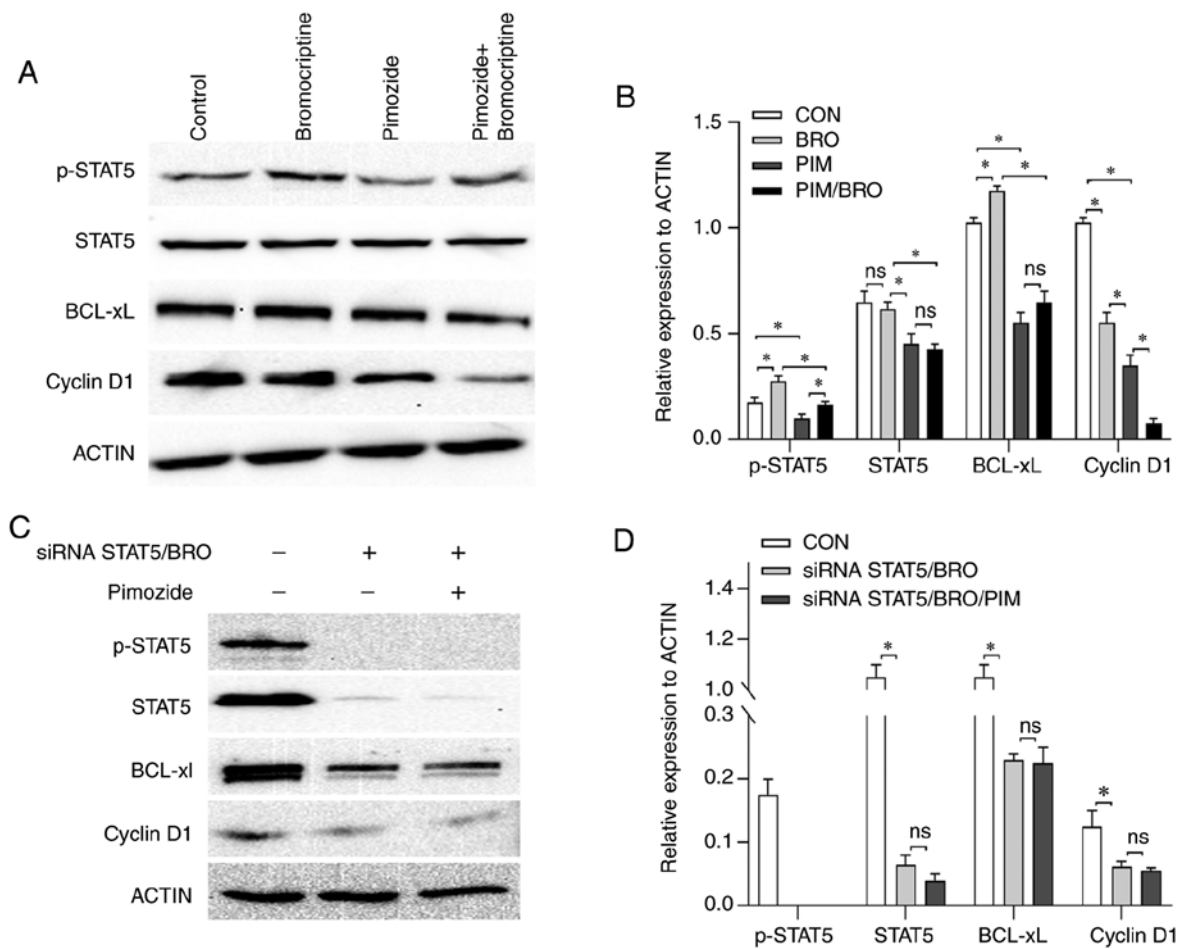 A
Control
Bromocriptine
Pimozide
Pimozide+
Bromocriptine
p-STAT5
STAT5
BCL-xL
Cyclin D1
ACTIN
B
CON
BRO
PIM
PIM/BRO
Relative expression to ACTIN
1.5
1.0
0.5
0.0
* * *
ns * * ns
* * * ns
* * * *
* *
p-STAT5 STAT5 BCL-xL Cyclin D1
C
siRNA STAT5/BRO – + +
Pimozide – – +
p-STAT5
STAT5
BCL-xl
Cyclin D1
ACTIN
D
CON
siRNA STAT5/BRO
siRNA STAT5/BRO/PIM
Relative expression to ACTIN
1.4
1.2
1.0
0.3
0.2
0.1
0.0
* ns
* ns
* ns
p-STAT5 STAT5 BCL-xL Cyclin D1